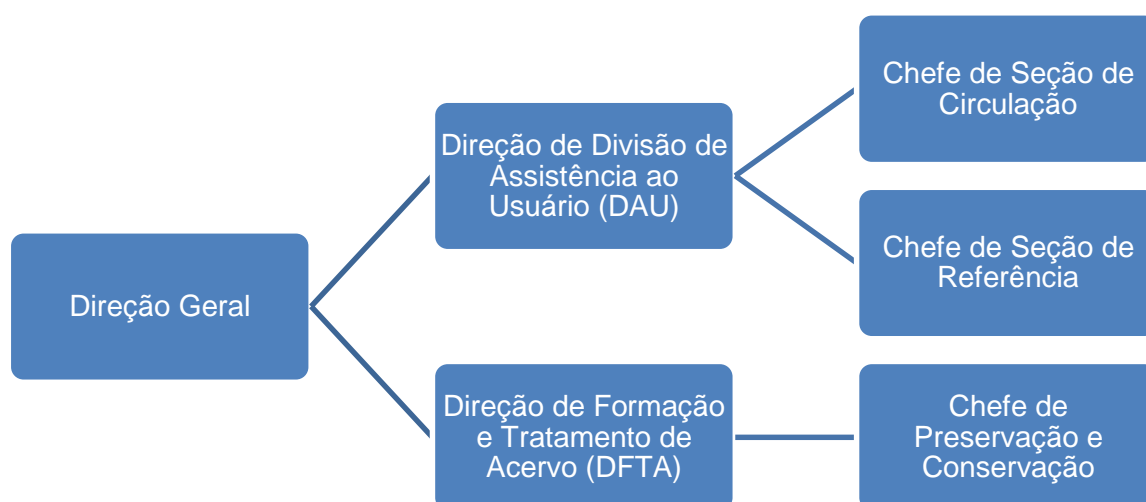 Direção Geral
Direção de Divisão de
Assistência ao
Usuário (DAU)
Chefe de Seção de
Circulação
Chefe de Seção de
Referência
Direção de Formação
e Tratamento de
Acervo (DFTA)
Chefe de
Preservação e
Conservação